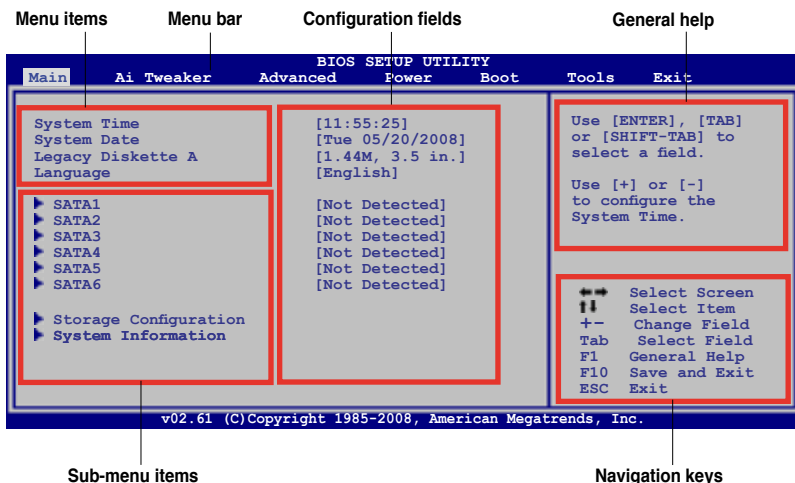 Menu items Menu bar Configuration fields General help
BIOS SETUP UTILITY
Main Ai Tweaker Advanced Power Boot Tools Exit
System Time [11:55:25]
System Date [Tue 05/20/2008]
Legacy Diskette A [1.44M, 3.5 in.]
Language [English]
SATA1 [Not Detected]
SATA2 [Not Detected]
SATA3 [Not Detected]
SATA4 [Not Detected]
SATA5 [Not Detected]
SATA6 [Not Detected]
Storage Configuration
System Information
Use [ENTER], [TAB]
or [SHIFT-TAB] to
select a field.
Use [+] or [-]
to configure the
System Time.
←→ Select Screen
↑↓ Select Item
+- Change Field
Tab Select Field
F1 General Help
F10 Save and Exit
ESC Exit
v02.61 (C)Copyright 1985-2008, American Megatrends, Inc.
Sub-menu items Navigation keys